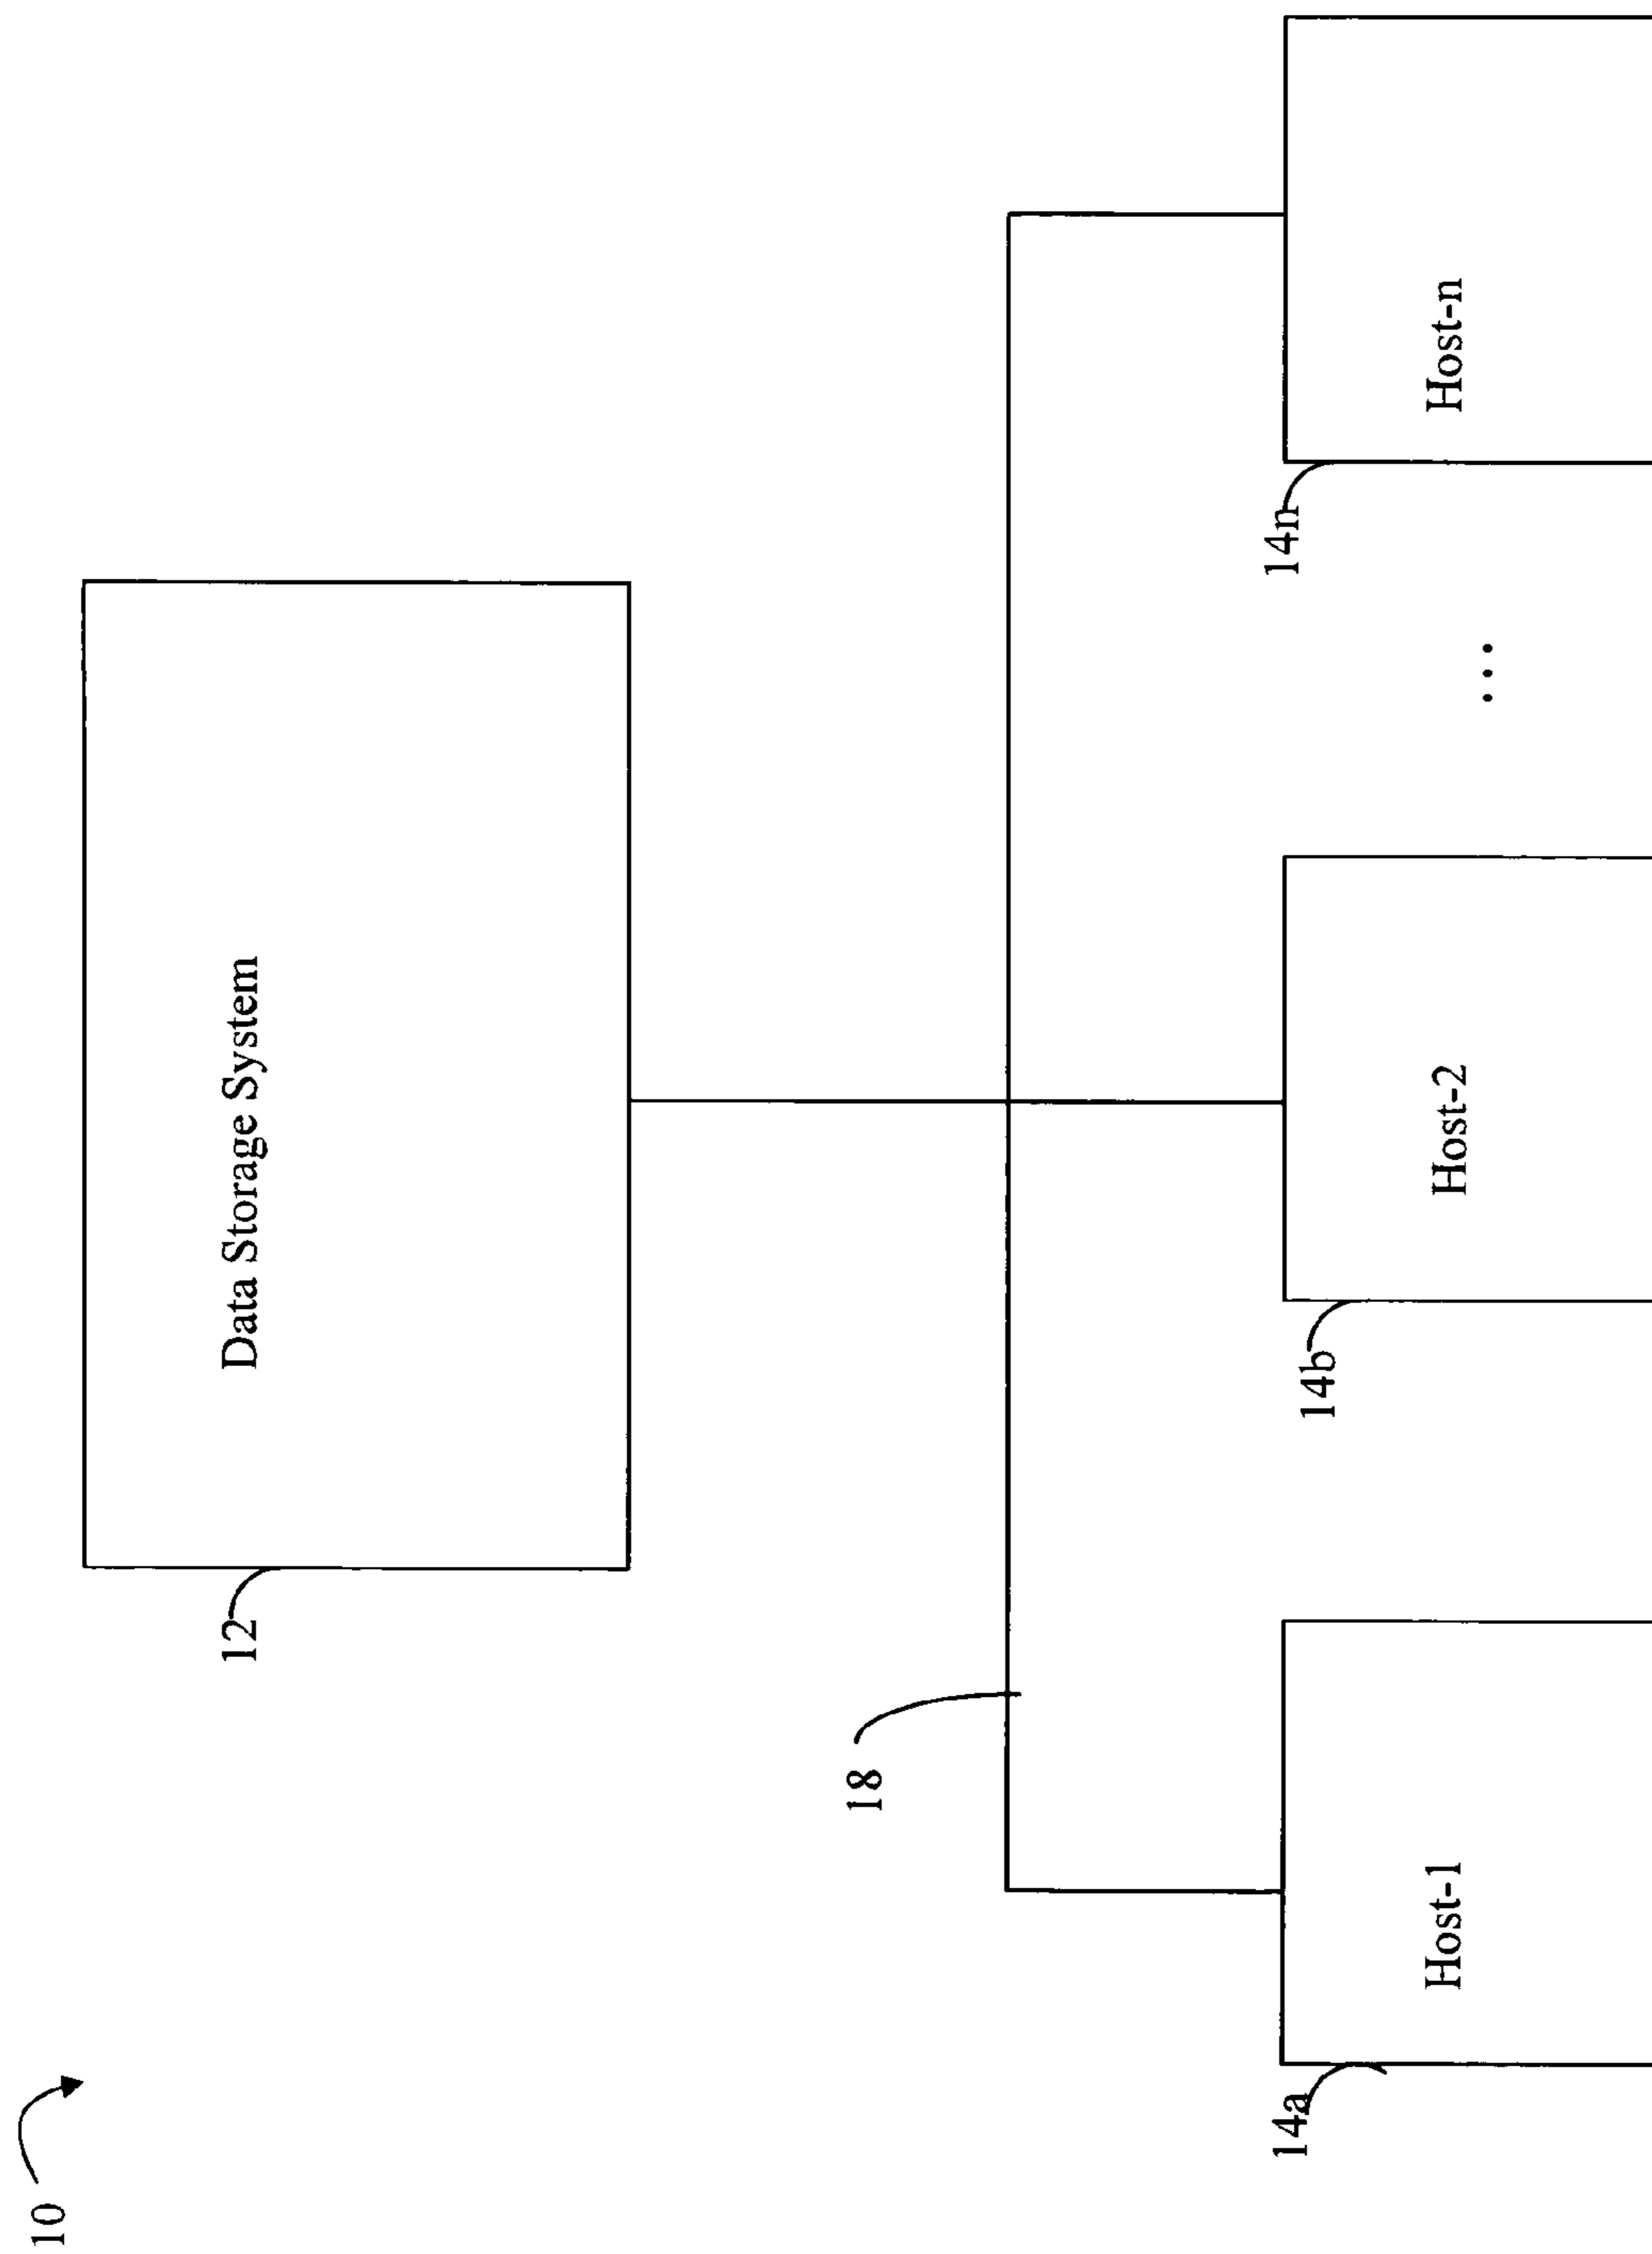 10
12
Data Storage System
18
14a
Host-1
14b
Host-2
...
14n
Host-n